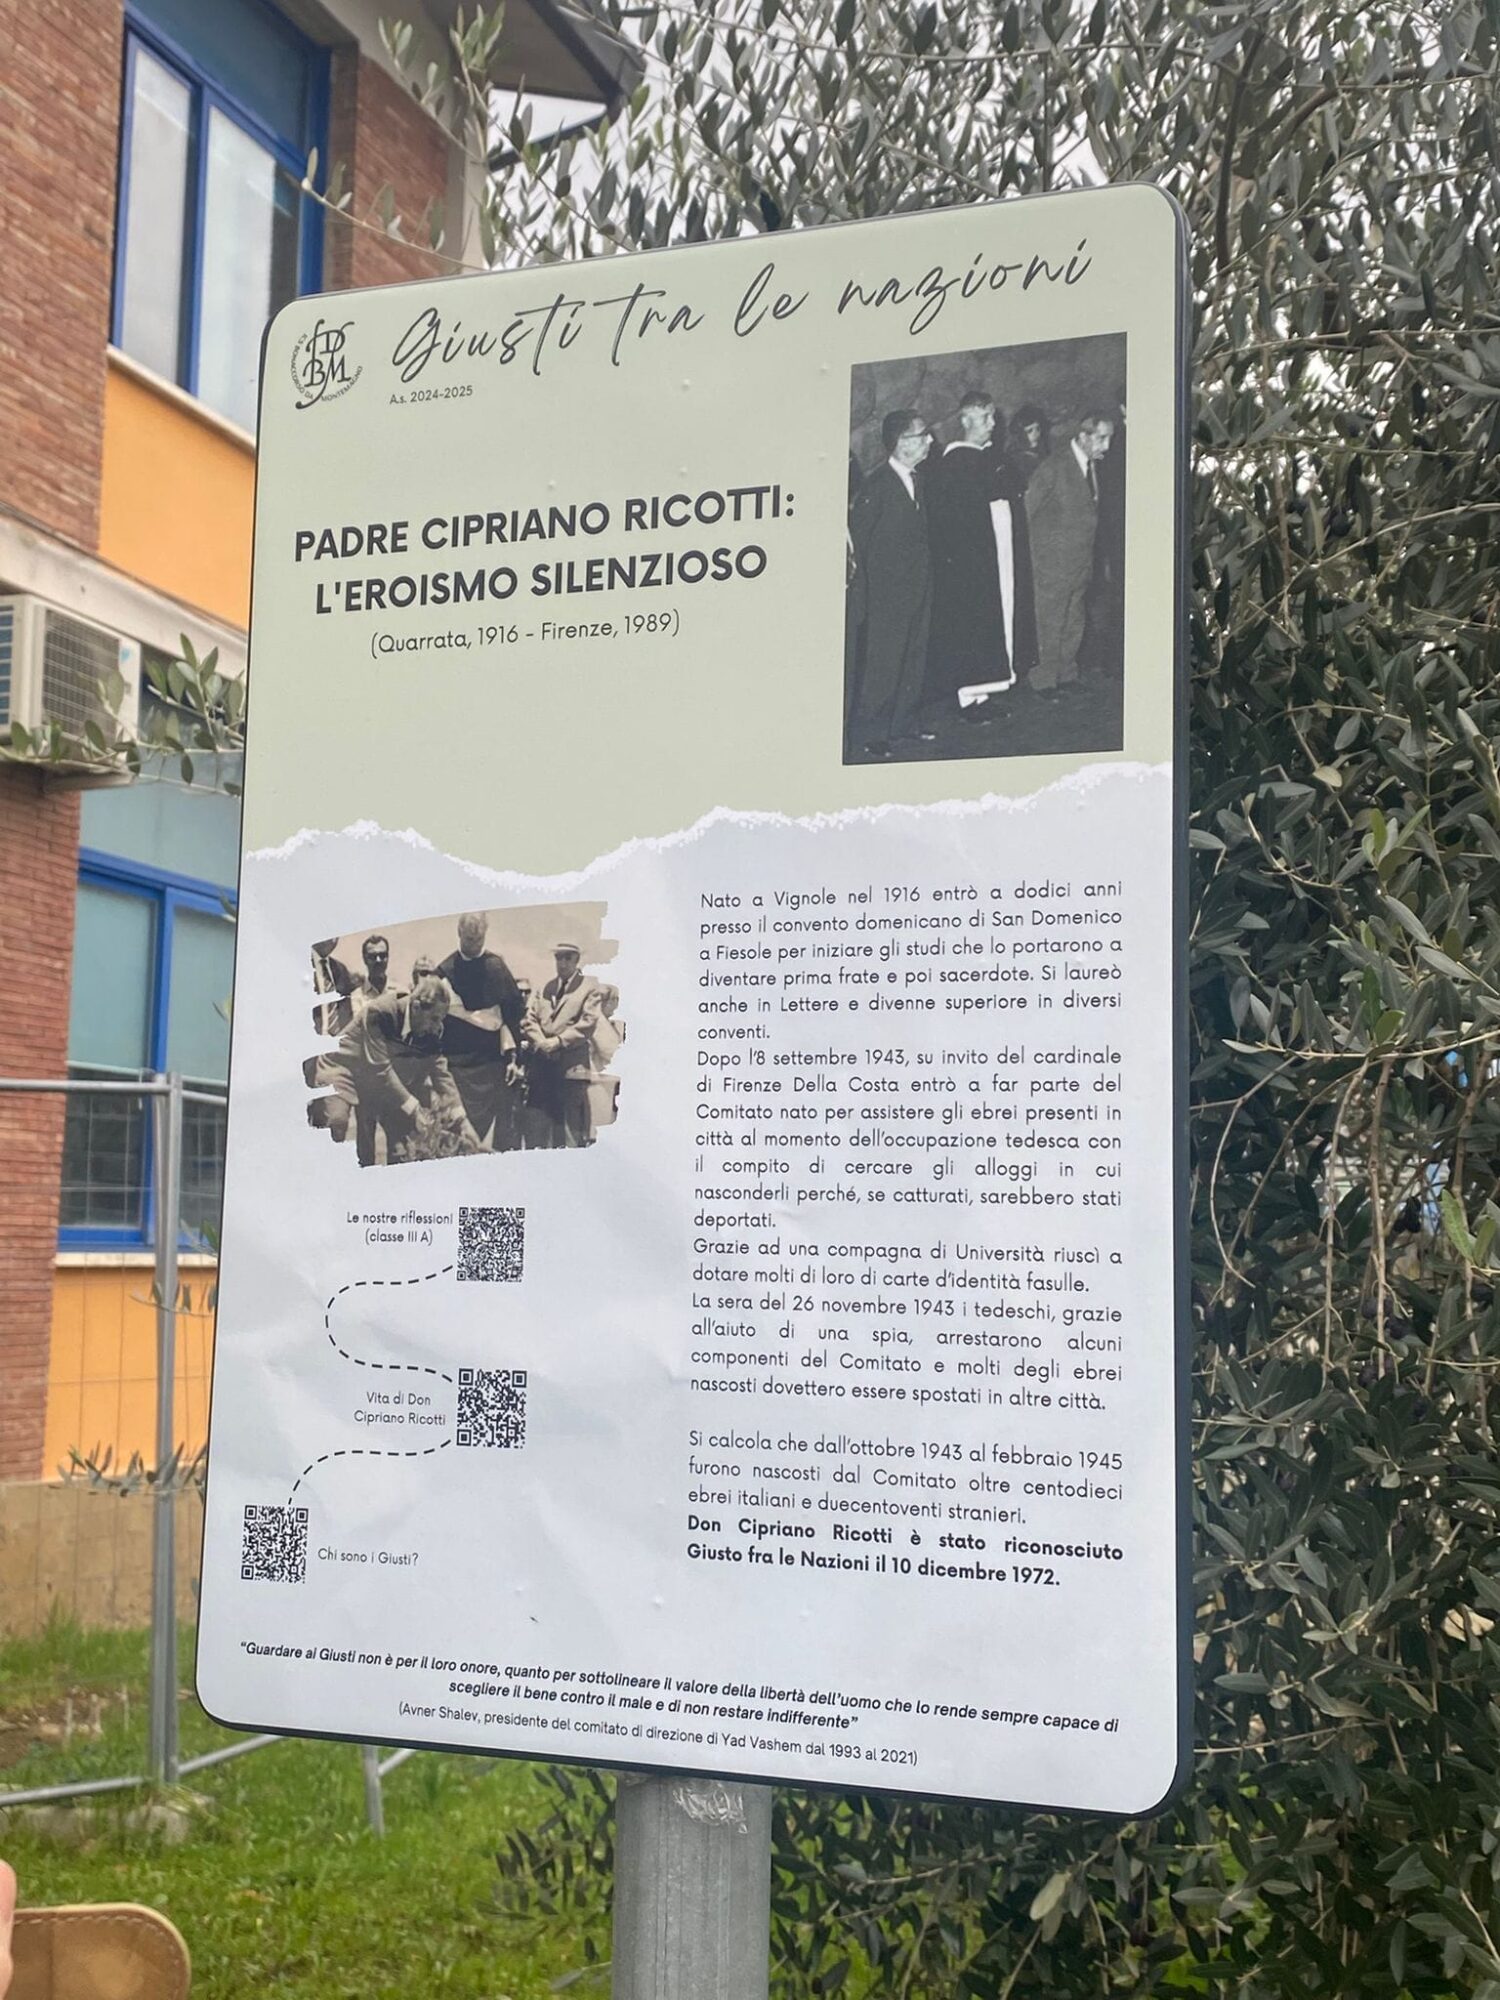 Giusti tra le nazioni
ICS BONACCORSO DA MONTEMAGNO
A.s. 2024-2025
PADRE CIPRIANO RICOTTI:
L'EROISMO SILENZIOSO
(Quarrata, 1916 - Firenze, 1989)
Nato a Vignole nel 1916 entrò a dodici anni
presso il convento domenicano di San Domenico
a Fiesole per iniziare gli studi che lo portarono a
diventare prima frate e poi sacerdote. Si laureò
anche in Lettere e divenne superiore in diversi
conventi.
Dopo l'8 settembre 1943, su invito del cardinale
di Firenze Della Costa entrò a far parte del
Comitato nato per assistere gli ebrei presenti in
città al momento dell'occupazione tedesca con
il compito di cercare gli alloggi in cui
nasconderli perché, se catturati, sarebbero stati
deportati.
Grazie ad una compagna di Università riuscì a
dotare molti di loro di carte d'identità fasulle.
La sera del 26 novembre 1943 i tedeschi, grazie
all'aiuto di una spia, arrestarono alcuni
componenti del Comitato e molti degli ebrei
nascosti dovettero essere spostati in altre città.
Si calcola che dall'ottobre 1943 al febbraio 1945
furono nascosti dal Comitato oltre centodieci
ebrei italiani e duecentoventi stranieri.
Don Cipriano Ricotti è stato riconosciuto
Giusto fra le Nazioni il 10 dicembre 1972.
Le nostre riflessioni
(classe III A)
Vita di Don
Cipriano Ricotti
Chi sono i Giusti?
"Guardare ai Giusti non è per il loro onore, quanto per sottolineare il valore della libertà dell'uomo che lo rende sempre capace di
scegliere il bene contro il male e di non restare indifferente"
(Avner Shalev, presidente del comitato di direzione di Yad Vashem dal 1993 al 2021)